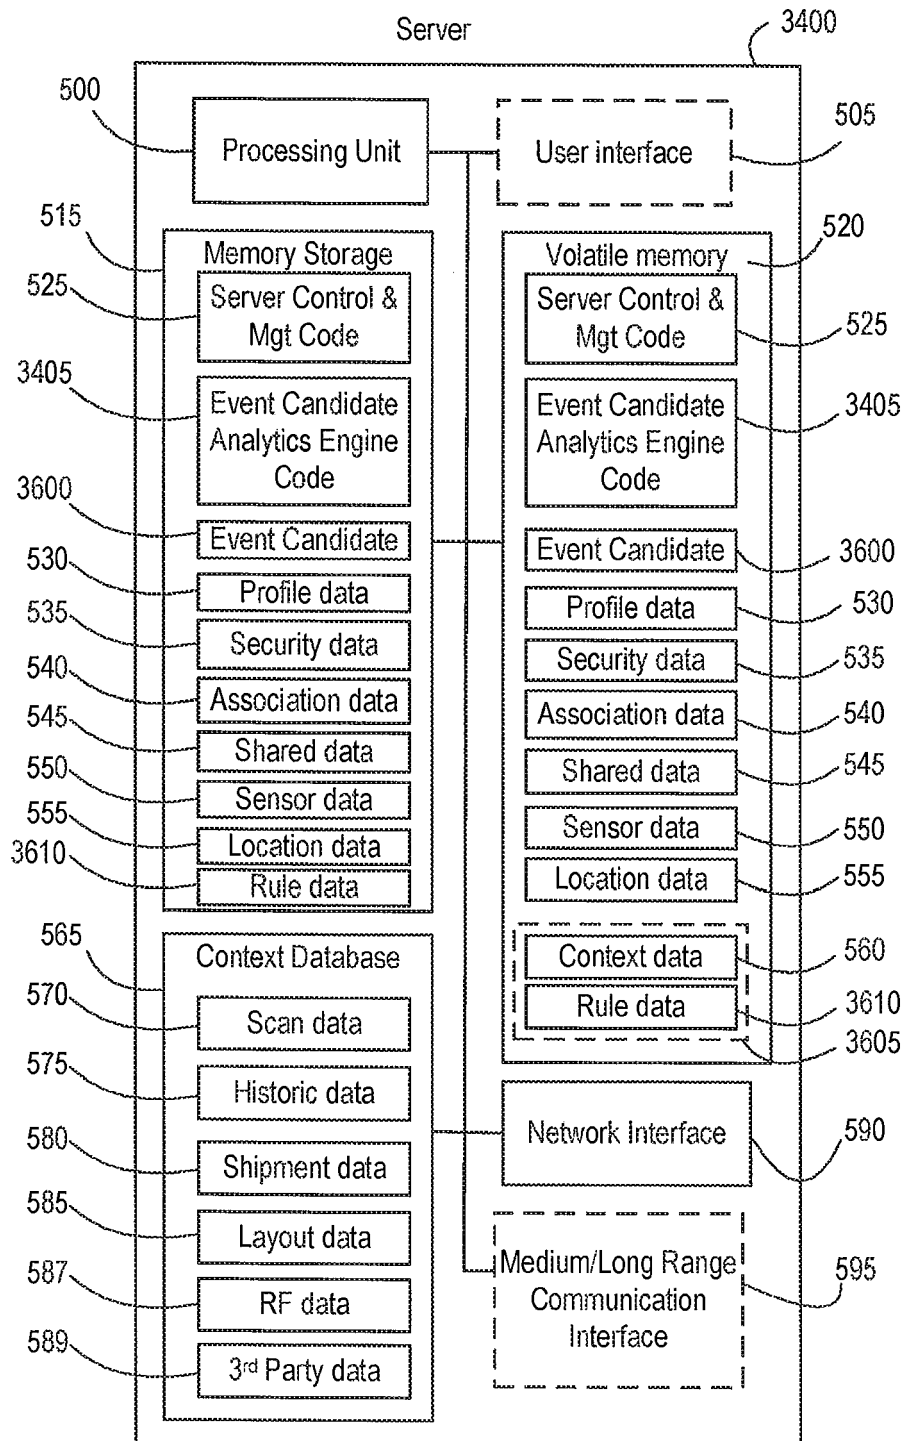 Server
3400
500
Processing Unit
User interface
505
515
Memory Storage
525
Server Control &
Mgt Code
3405
Event Candidate
Analytics Engine
Code
3600
Event Candidate
530
Profile data
535
Security data
540
Association data
545
Shared data
550
Sensor data
555
Location data
3610
Rule data
520
Volatile memory
Server Control &
Mgt Code
525
Event Candidate
Analytics Engine
Code
3405
Event Candidate
3600
Profile data
530
Security data
535
Association data
540
Shared data
545
Sensor data
550
Location data
555
Context data
560
Rule data
3610
3605
565
Context Database
570
Scan data
575
Historic data
580
Shipment data
585
Layout data
587
RF data
589
3rd Party data
Network Interface
590
Medium/Long Range
Communication
Interface
595